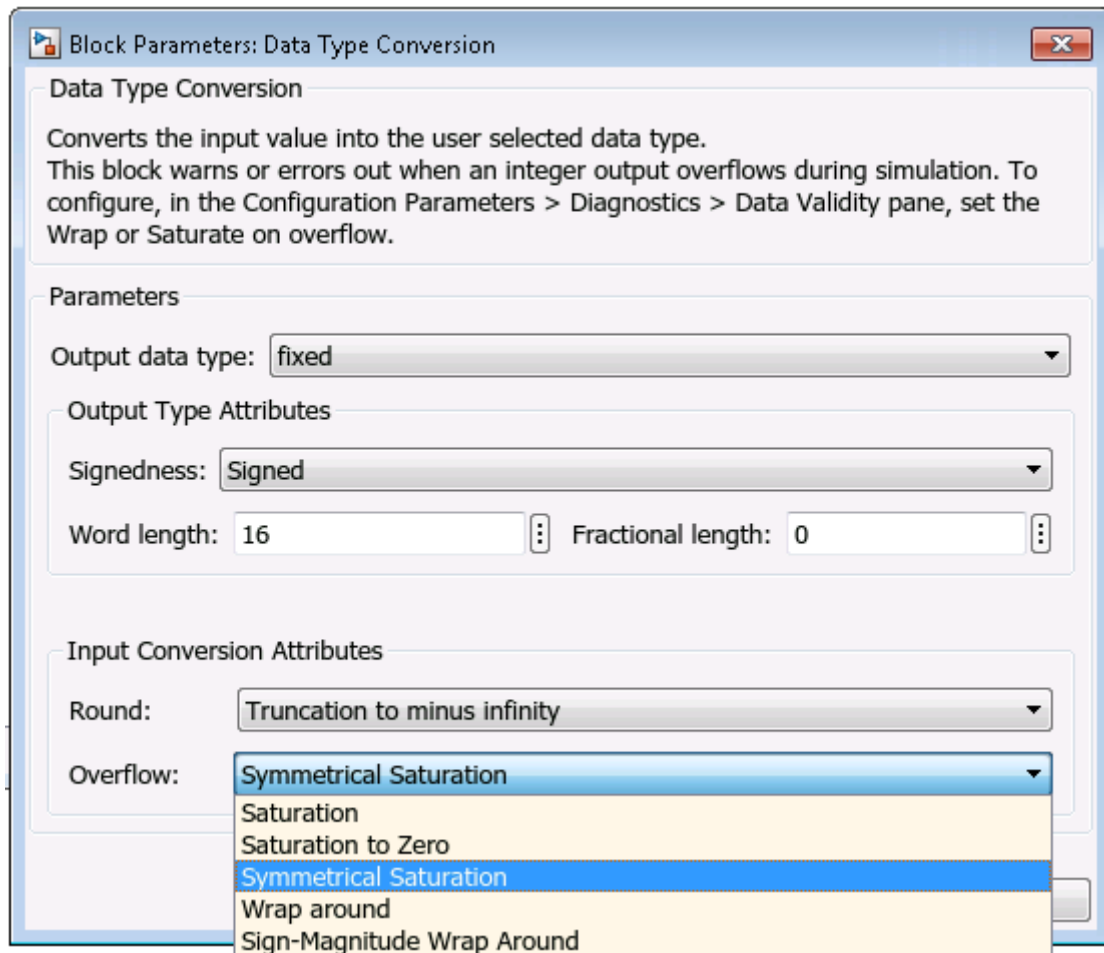 Block Parameters: Data Type Conversion
Data Type Conversion
Converts the input value into the user selected data type.
This block warns or errors out when an integer output overflows during simulation. To
configure, in the Configuration Parameters > Diagnostics > Data Validity pane, set the
Wrap or Saturate on overflow.
Parameters
Output data type: fixed
Output Type Attributes
Signedness: Signed
Word length: 16 Fractional length: 0
Input Conversion Attributes
Round: Truncation to minus infinity
Overflow: Symmetrical Saturation
Saturation
Saturation to Zero
Symmetrical Saturation
Wrap around
Sign-Magnitude Wrap Around